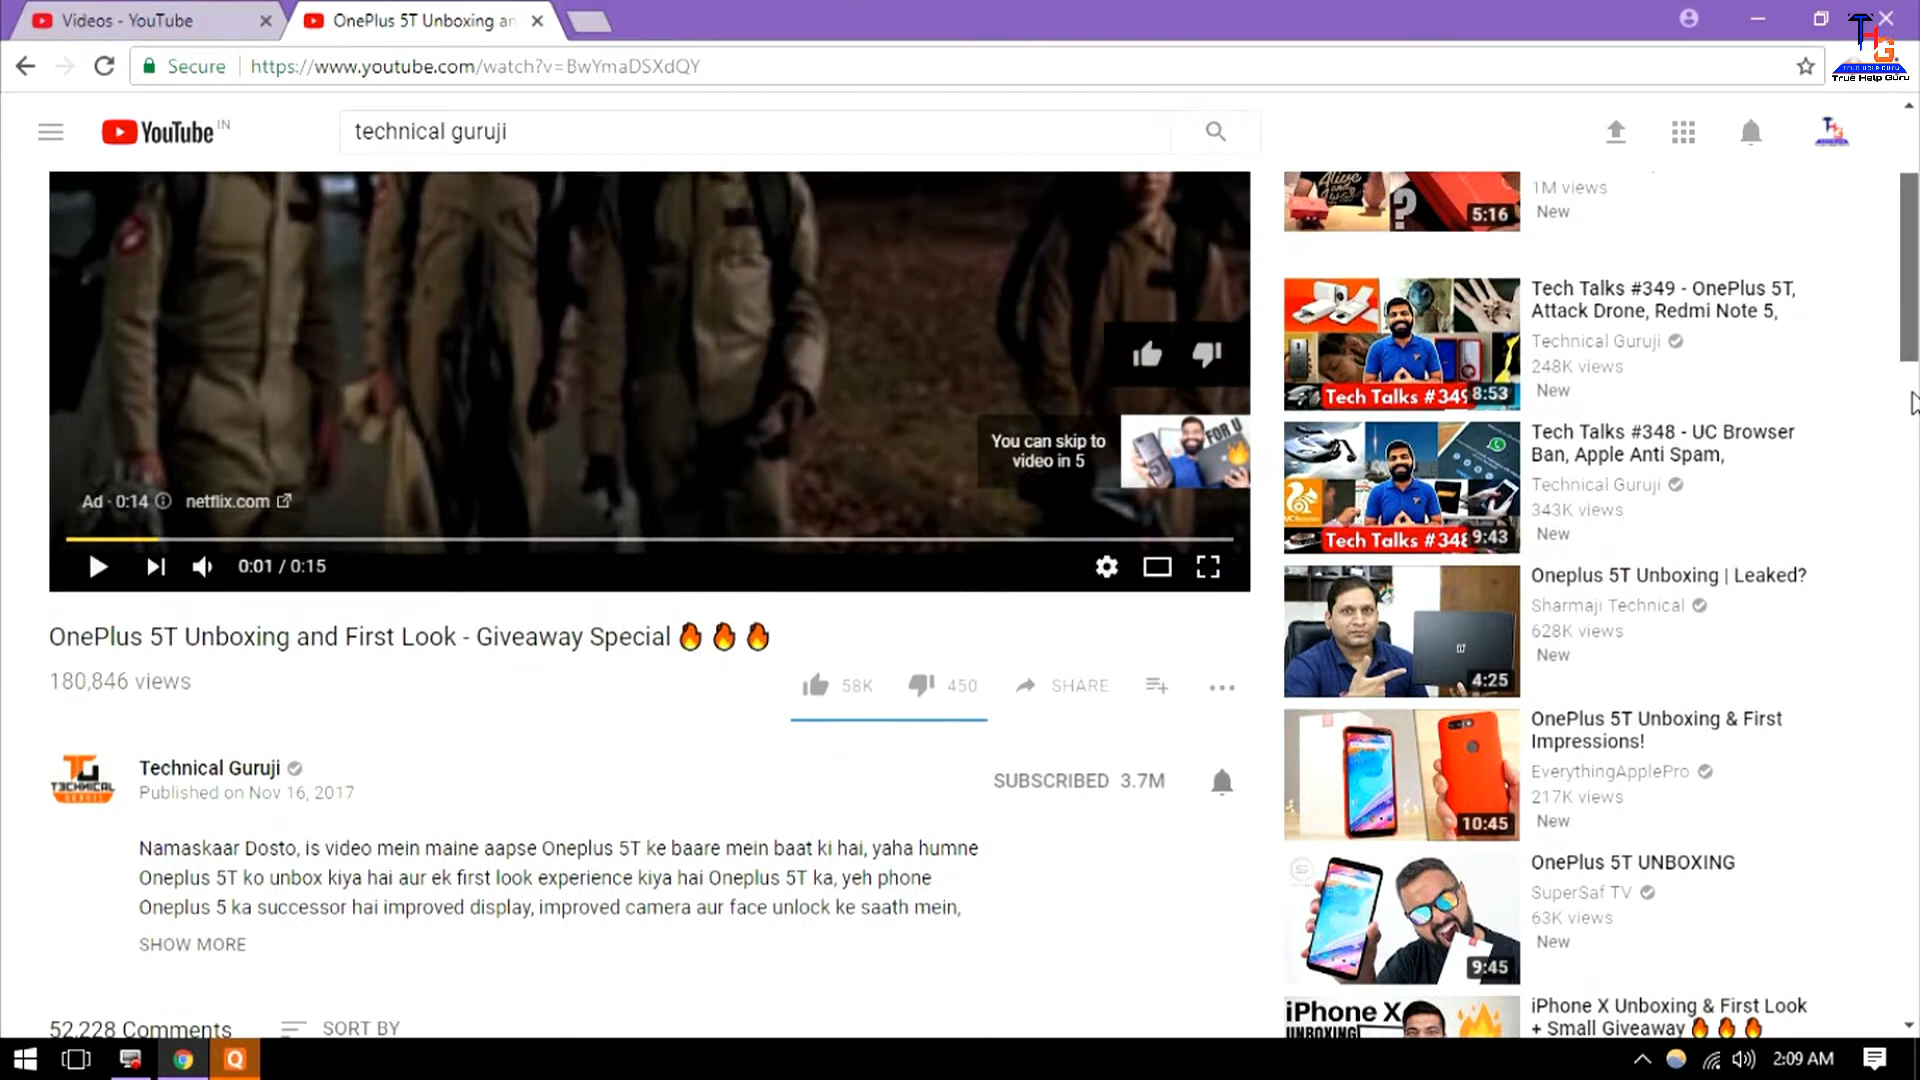 Videos - YouTube
OnePlus 5T Unboxing an
Secure
https://www.youtube.com/watch?v=BwYmaDSXdQY
THG
TRUE HELP GURU
True Help Guru
YouTube IN
technical guruji
You can skip to
video in 5
FOR U
Ad · 0:14
netflix.com
0:01 / 0:15
OnePlus 5T Unboxing and First Look - Giveaway Special 🔥🔥🔥
180,846 views
58K
450
SHARE
TG
T3CHNICAL
GURUJI
Technical Guruji
Published on Nov 16, 2017
SUBSCRIBED 3.7M
Namaskaar Dosto, is video mein maine aapse Oneplus 5T ke baare mein baat ki hai, yaha humne
Oneplus 5T ko unbox kiya hai aur ek first look experience kiya hai Oneplus 5T ka, yeh phone
Oneplus 5 ka successor hai improved display, improved camera aur face unlock ke saath mein,
SHOW MORE
52,228 Comments
SORT BY
Alive
and
?
5:16
1M views
New
Tech Talks #349
8:53
Tech Talks #349 - OnePlus 5T,
Attack Drone, Redmi Note 5,
Technical Guruji
248K views
New
Tech Talks #348
9:43
Tech Talks #348 - UC Browser
Ban, Apple Anti Spam,
Technical Guruji
343K views
New
4:25
Oneplus 5T Unboxing | Leaked?
Sharmaji Technical
628K views
New
10:45
OnePlus 5T Unboxing & First
Impressions!
EverythingApplePro
217K views
New
9:45
OnePlus 5T UNBOXING
SuperSaf TV
63K views
New
iPhone X
UNBOXING
iPhone X Unboxing & First Look
+ Small Giveaway 🔥🔥🔥
2:09 AM